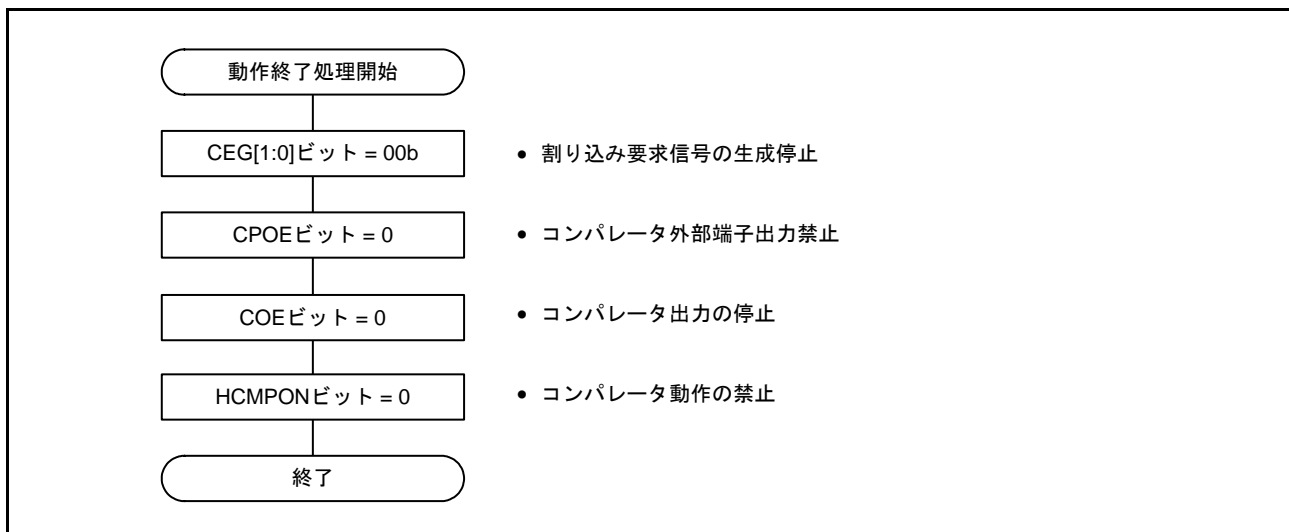 動作終了処理開始
CEG[1:0]ビット = 00b
● 割り込み要求信号の生成停止
CPOEビット = 0
● コンパレータ外部端子出力禁止
COEビット = 0
● コンパレータ出力の停止
HCMPONビット = 0
● コンパレータ動作の禁止
終了